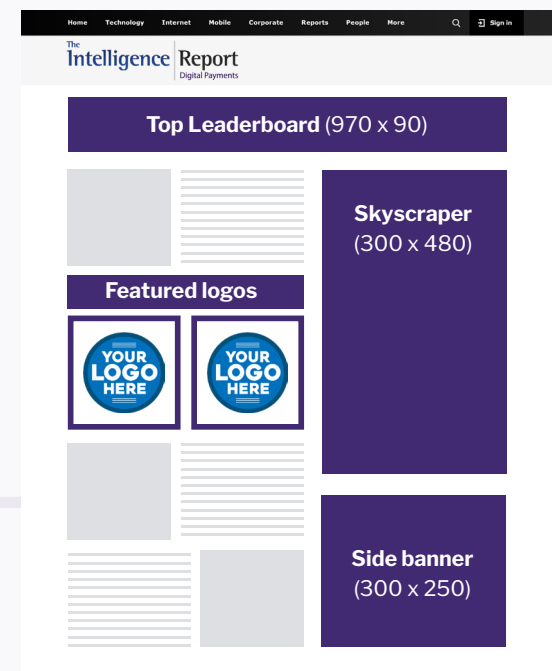 Home Technology Internet Mobile Corporate Reports People More Sign in
The
Intelligence Report
Digital Payments
Top Leaderboard (970 x 90)
Skyscraper
(300 x 480)
Featured logos
YOUR
LOGO
HERE
YOUR
LOGO
HERE
Side banner
(300 x 250)